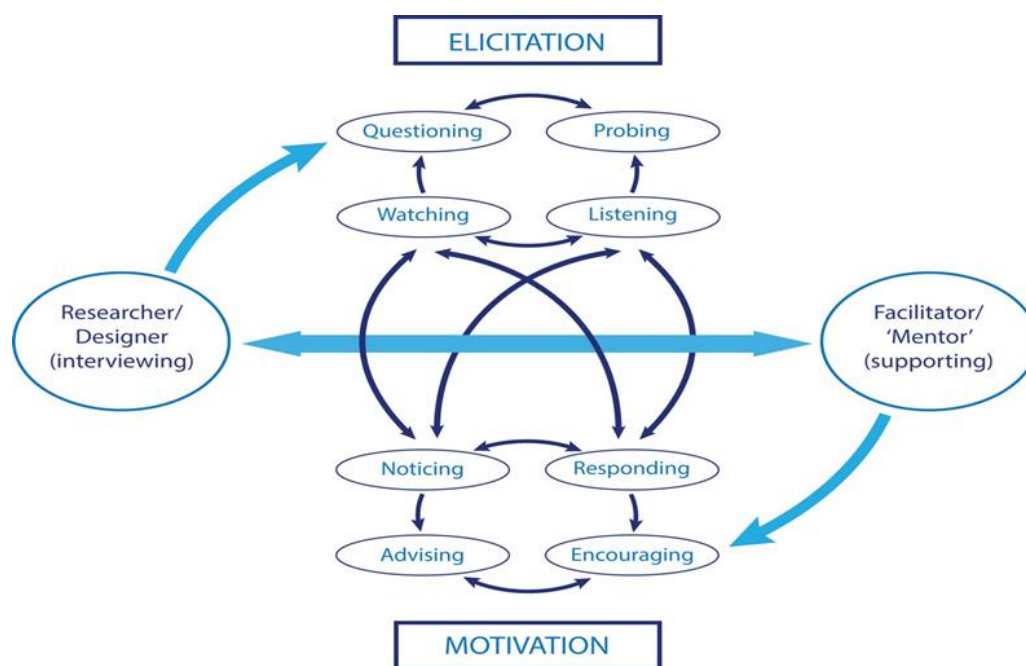 ELICITATION
Questioning
Probing
Watching
Listening
Researcher/
Designer
(interviewing)
Facilitator/
‘Mentor’
(supporting)
Noticing
Responding
Advising
Encouraging
MOTIVATION